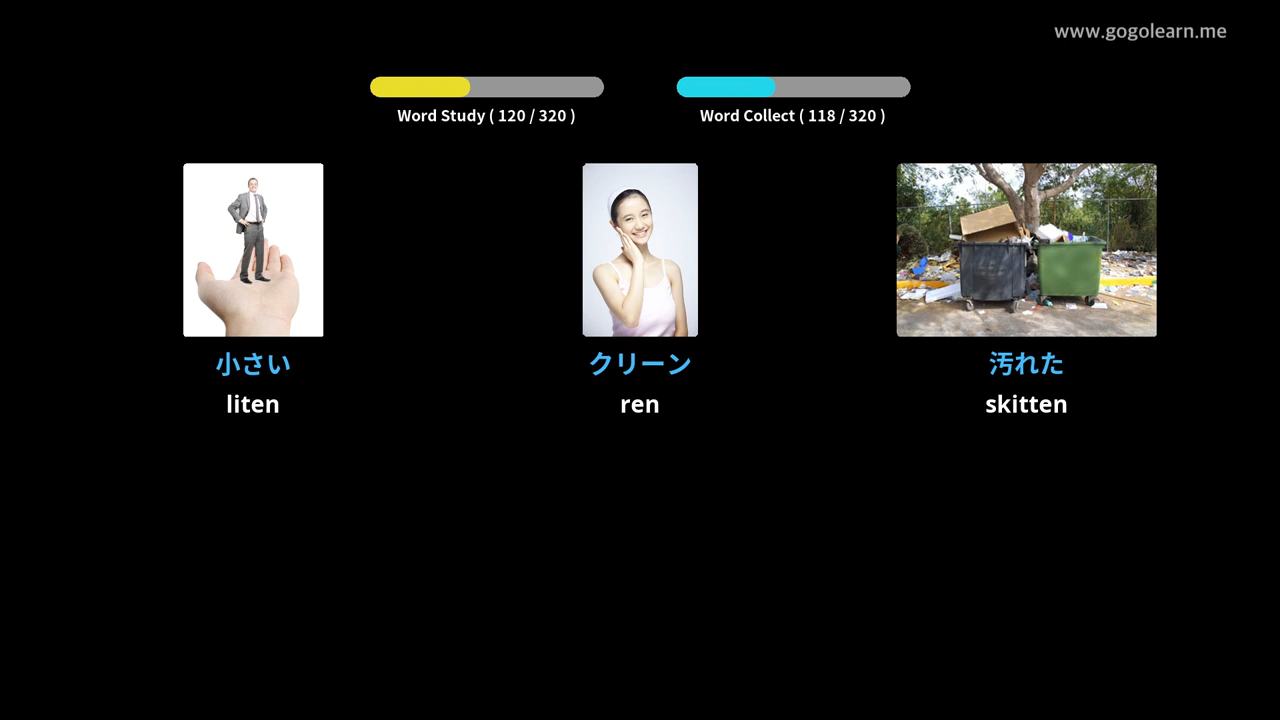 www.gogolearn.me
Word Study ( 120 / 320 )
Word Collect ( 118 / 320 )
小さい
クリーン
汚れた
liten
ren
skitten